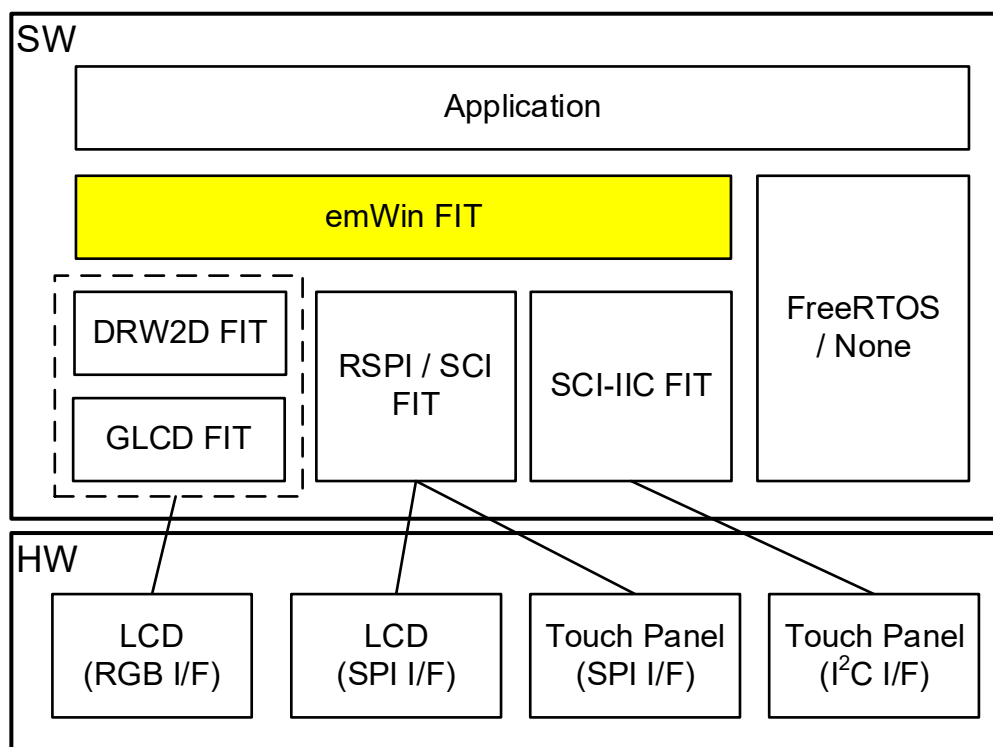 SW
Application
emWin FIT
DRW2D FIT
GLCD FIT
RSPI / SCI
FIT
SCI-IIC FIT
FreeRTOS
/ None
HW
LCD
(RGB I/F)
LCD
(SPI I/F)
Touch Panel
(SPI I/F)
Touch Panel
(I²C I/F)